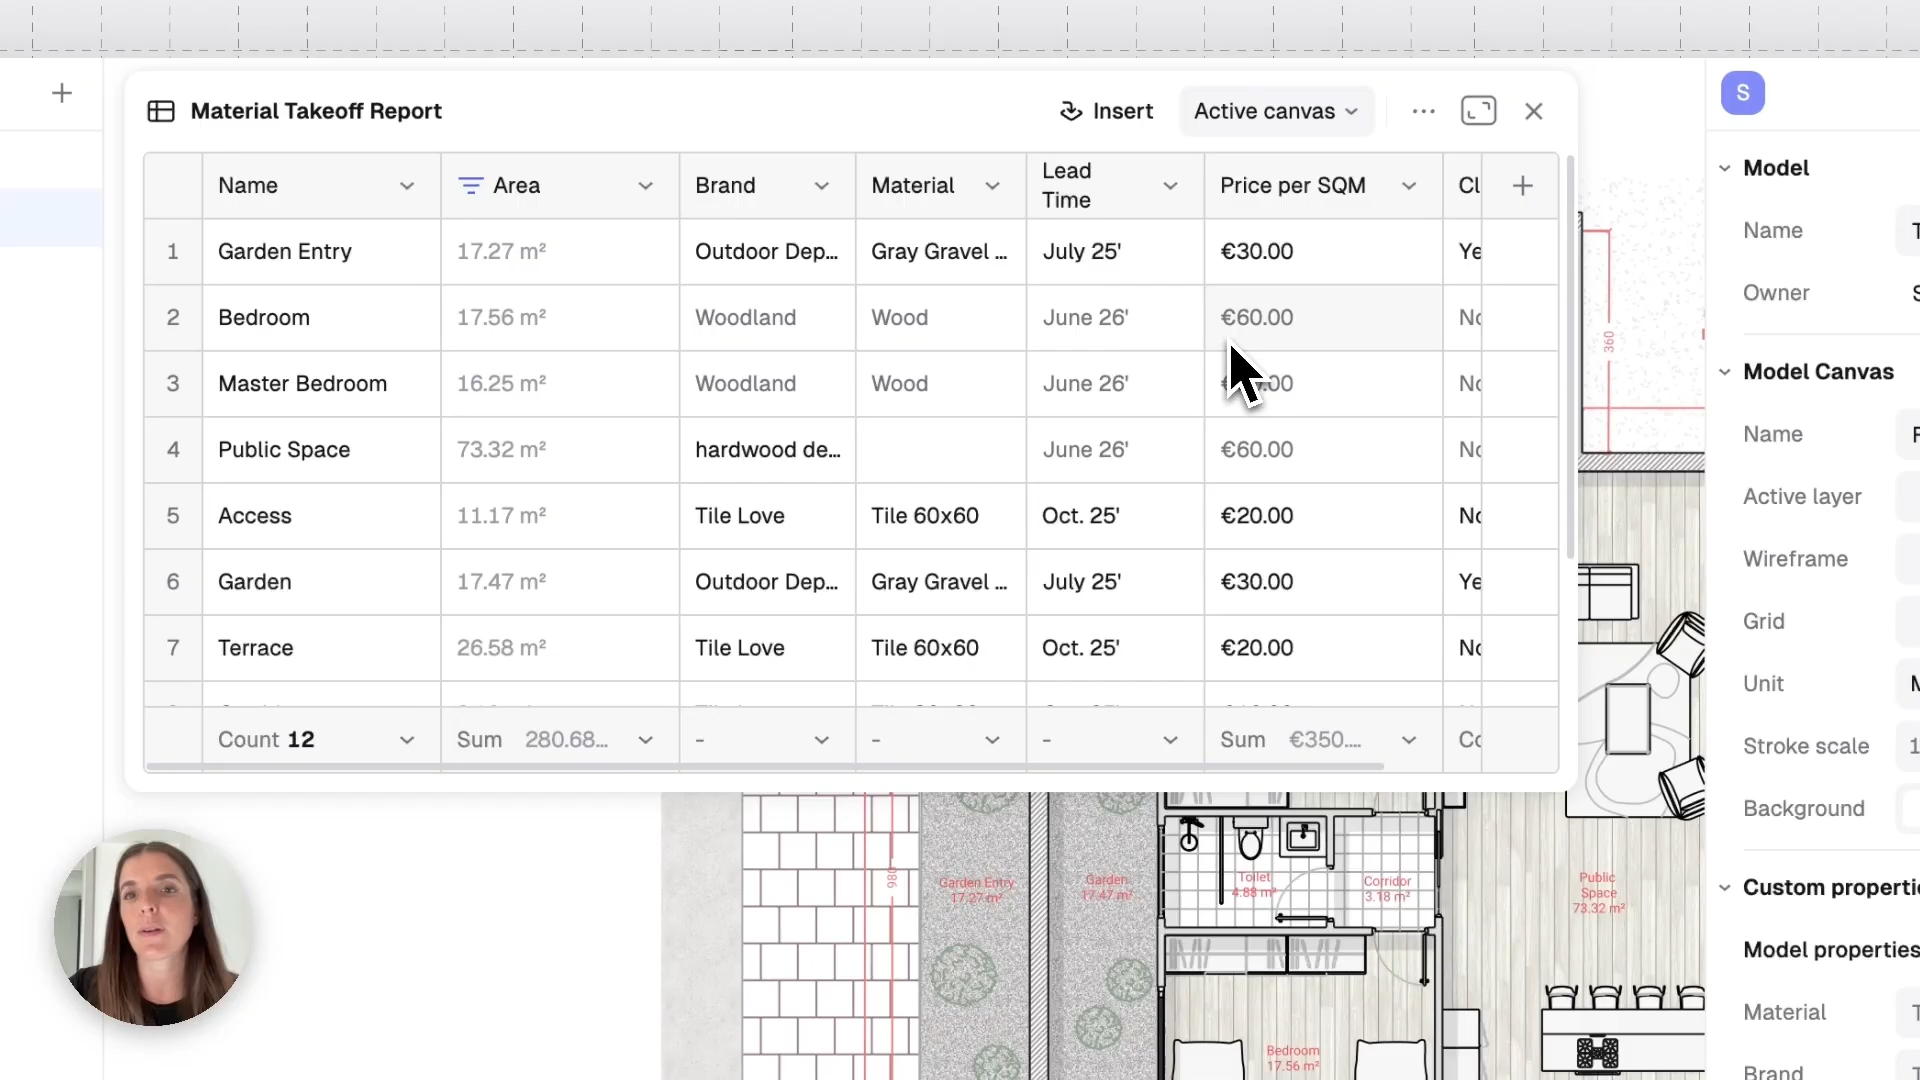 Material Takeoff Report
Insert
Active canvas
Name
Area
Brand
Material
Lead
Time
Price per SQM
1 Garden Entry 17.27 m² Outdoor Dep... Gray Gravel ... July 25' €30.00
2 Bedroom 17.56 m² Woodland Wood June 26' €60.00
3 Master Bedroom 16.25 m² Woodland Wood June 26'
4 Public Space 73.32 m² hardwood de... June 26' €60.00
5 Access 11.17 m² Tile Love Tile 60x60 Oct. 25' €20.00
6 Garden 17.47 m² Outdoor Dep... Gray Gravel ... July 25' €30.00
7 Terrace 26.58 m² Tile Love Tile 60x60 Oct. 25' €20.00
Count 12 Sum 280.68... - - - Sum €350....
S
Model
Name
Owner
Model Canvas
Name
Active layer
Wireframe
Grid
Unit
Stroke scale
Background
Custom properti
Model properties
Material
Brand
360
980
Garden Entry
17.27 m²
Garden
17.47 m²
Toilet
4.88 m²
Corridor
3.18 m²
Public
Space
73.32 m²
Bedroom
17.56 m²